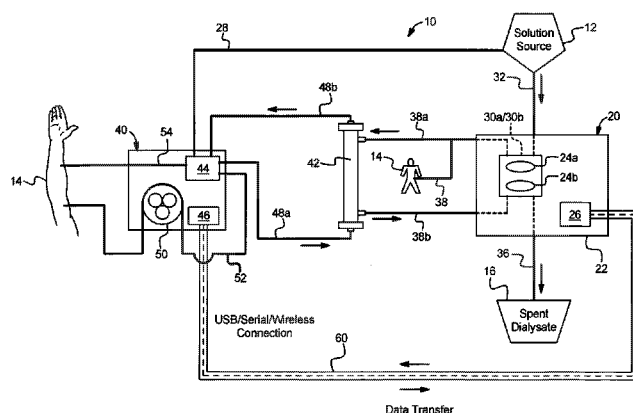 10
28
Solution
Source
12
32
48b
38a
30a/30b
20
40
54
44
42
14
24a
24b
14
38
26
46
48a
38b
50
52
36
22
16
Spent
Dialysate
USB/Serial/Wireless
Connection
60
Data Transfer